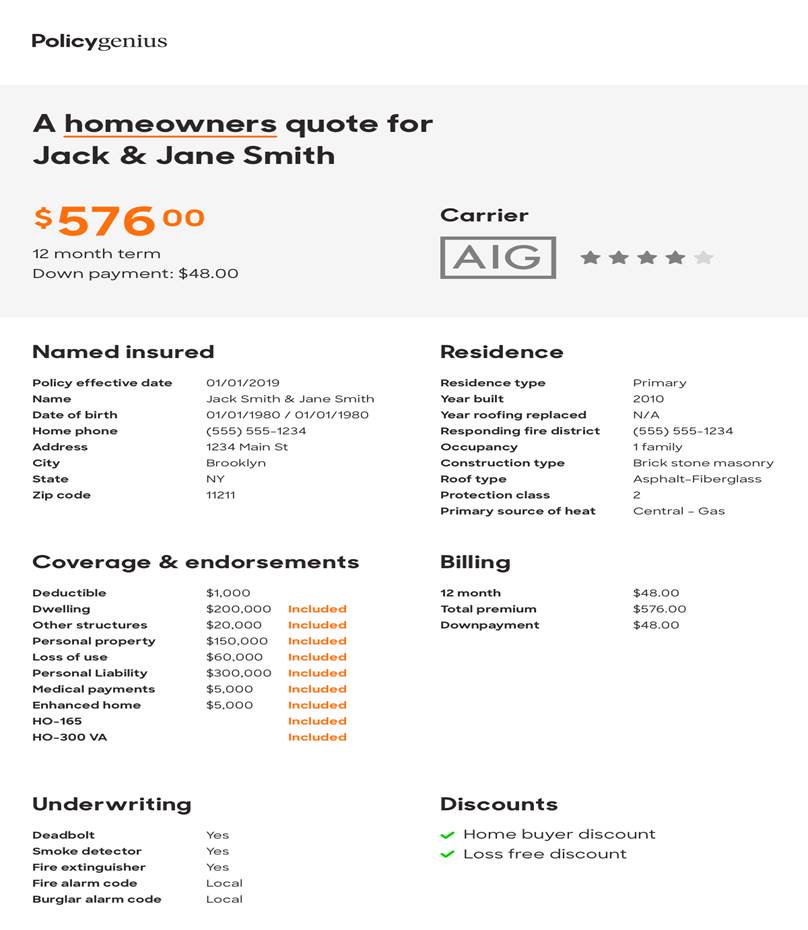 Policygenius
A homeowners quote for
Jack & Jane Smith
$576 00
12 month term
Down payment: $48.00
Carrier
AIG
Named insured
Policy effective date 01/01/2019
Name Jack Smith & Jane Smith
Date of birth 01/01/1980 / 01/01/1980
Home phone (555) 555-1234
Address 1234 Main St
City Brooklyn
State NY
Zip code 11211
Residence
Residence type Primary
Year built 2010
Year roofing replaced N/A
Responding fire district (555) 555-1234
Occupancy 1 family
Construction type Brick stone masonry
Roof type Asphalt-Fiberglass
Protection class 2
Primary source of heat Central - Gas
Coverage & endorsements
Deductible $1,000
Dwelling $200,000 Included
Other structures $20,000 Included
Personal property $150,000 Included
Loss of use $60,000 Included
Personal Liability $300,000 Included
Medical payments $5,000 Included
Enhanced home $5,000 Included
HO-165 Included
HO-300 VA Included
Billing
12 month $48.00
Total premium $576.00
Downpayment $48.00
Underwriting
Deadbolt Yes
Smoke detector Yes
Fire extinguisher Yes
Fire alarm code Local
Burglar alarm code Local
Discounts
Home buyer discount
Loss free discount